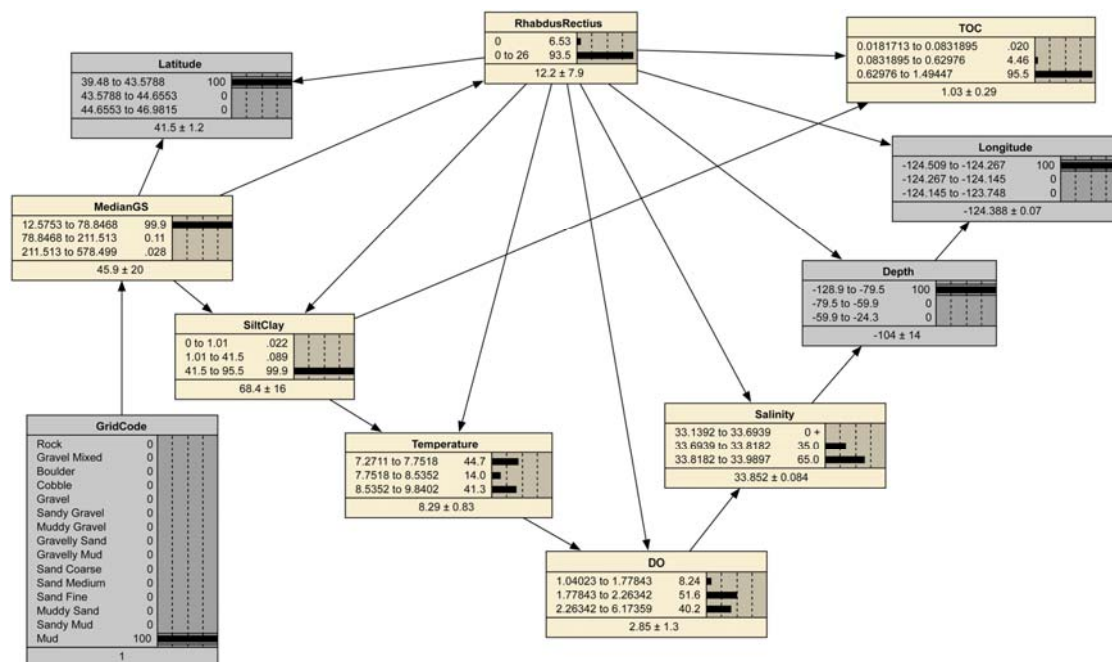 RhabdusRectius
0 6.53
0 to 26 93.5
12.2 ± 7.9
TOC
0.0181713 to 0.0831895 .020
0.0831895 to 0.62976 4.46
0.62976 to 1.49447 95.5
1.03 ± 0.29
Latitude
39.48 to 43.5788 100
43.5788 to 44.6553 0
44.6553 to 46.9815 0
41.5 ± 1.2
Longitude
-124.509 to -124.267 100
-124.267 to -124.145 0
-124.145 to -123.748 0
-124.388 ± 0.07
MedianGS
12.5753 to 78.8468 99.9
78.8468 to 211.513 0.11
211.513 to 578.499 .028
45.9 ± 20
Depth
-128.9 to -79.5 100
-79.5 to -59.9 0
-59.9 to -24.3 0
-104 ± 14
SiltClay
0 to 1.01 .022
1.01 to 41.5 .089
41.5 to 95.5 99.9
68.4 ± 16
GridCode
Rock 0
Gravel Mixed 0
Boulder 0
Cobble 0
Gravel 0
Sandy Gravel 0
Muddy Gravel 0
Gravelly Sand 0
Gravelly Mud 0
Sand Coarse 0
Sand Medium 0
Sand Fine 0
Muddy Sand 0
Sandy Mud 0
Mud 100
1
Temperature
7.2711 to 7.7518 44.7
7.7518 to 8.5352 14.0
8.5352 to 9.8402 41.3
8.29 ± 0.83
Salinity
33.1392 to 33.6939 0 +
33.6939 to 33.8182 35.0
33.8182 to 33.9897 65.0
33.852 ± 0.084
DO
1.04023 to 1.77843 8.24
1.77843 to 2.26342 51.6
2.26342 to 6.17359 40.2
2.85 ± 1.3